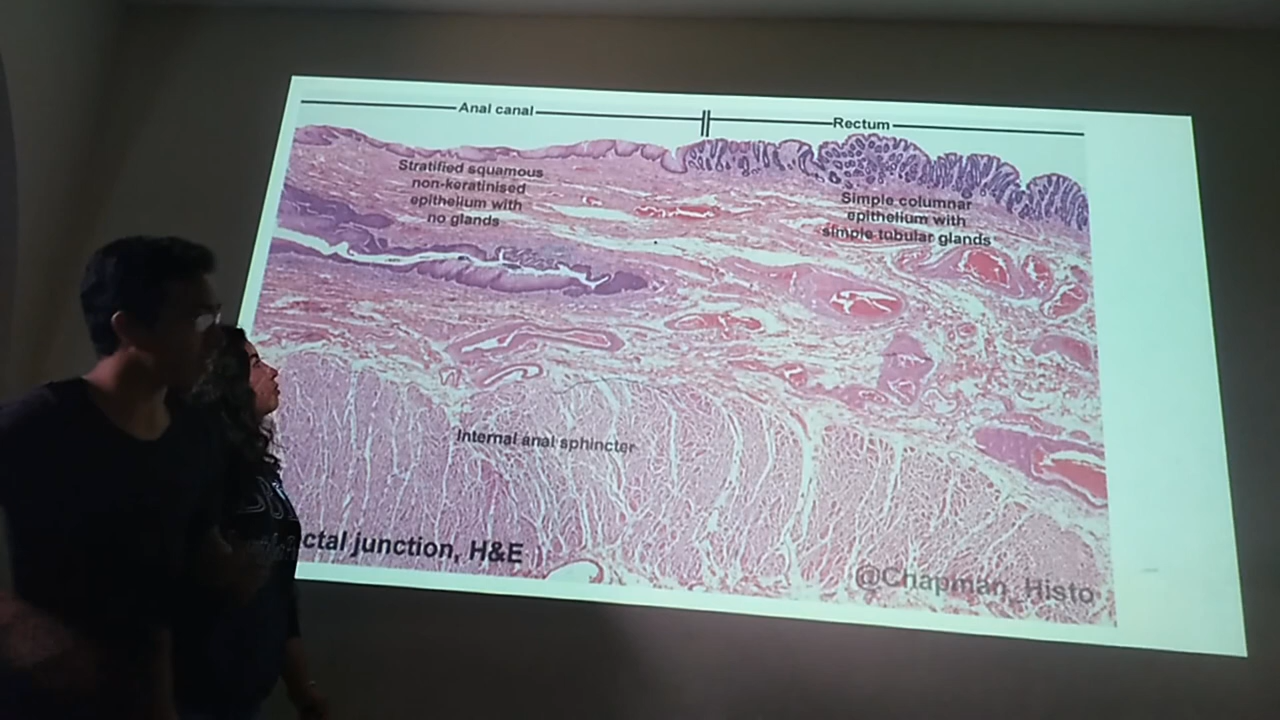 Anal canal
Rectum
Stratified squamous
non-keratinised
epithelium with
no glands
Simple columnar
epithelium with
simple tubular glands
Internal anal sphincter
ctal junction, H&E
@Chapman_Histo